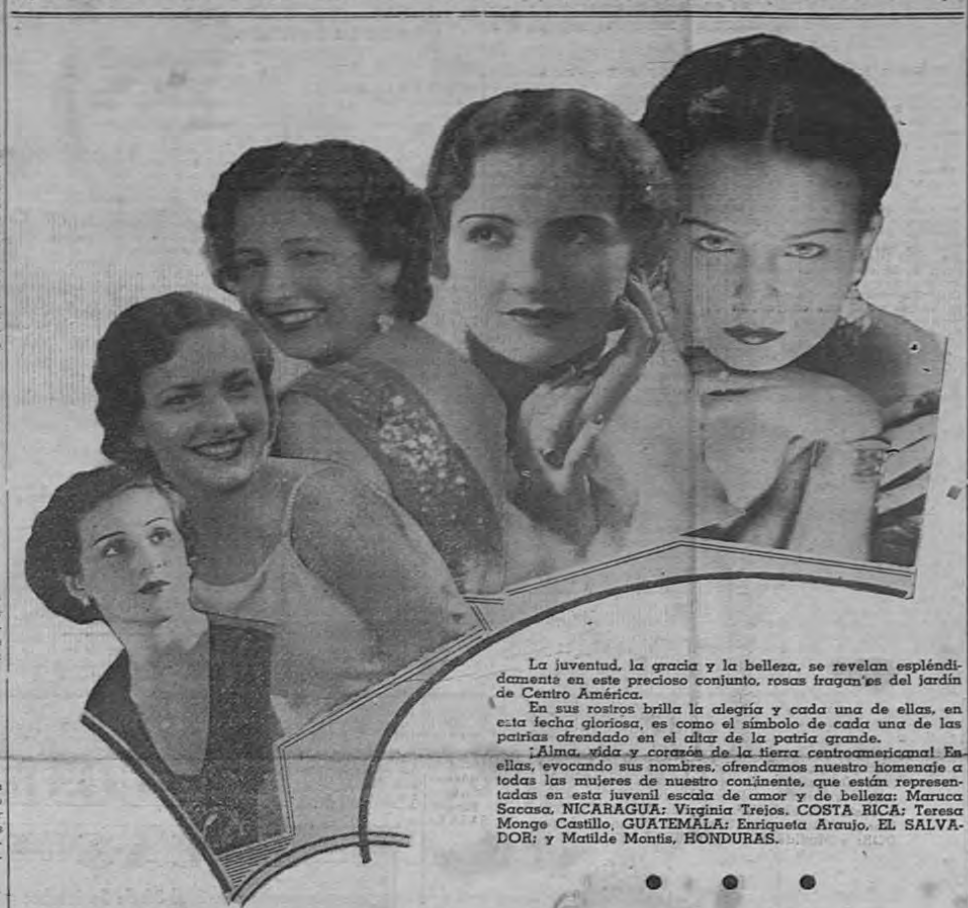 La juventud, la gracia y la belleza, se revelan espléndi-
damente en este precioso conjunto, rosas fragan'es del jardín
de Centro América.
En sus rostros brilla la alegría y cada una de ellas, en
esta fecha gloriosa, es como el símbolo de cada una de las
patrias ofrendado en el altar de la patria grande.
¡Alma, vida y corazón de la tierra centroamericana! En
ellas, evocando sus nombres, ofrendamos nuestro homenaje a
todas las mujeres de nuestro continente, que están represen-
tadas en esta juvenil escala de amor y de belleza: Maruca
Sacasa, NICARAGUA; Virginia Trejos, COSTA RICA; Teresa
Monge Castillo, GUATEMALA; Enriqueta Araujo, EL SALVA-
DOR; y Matilde Montis, HONDURAS.